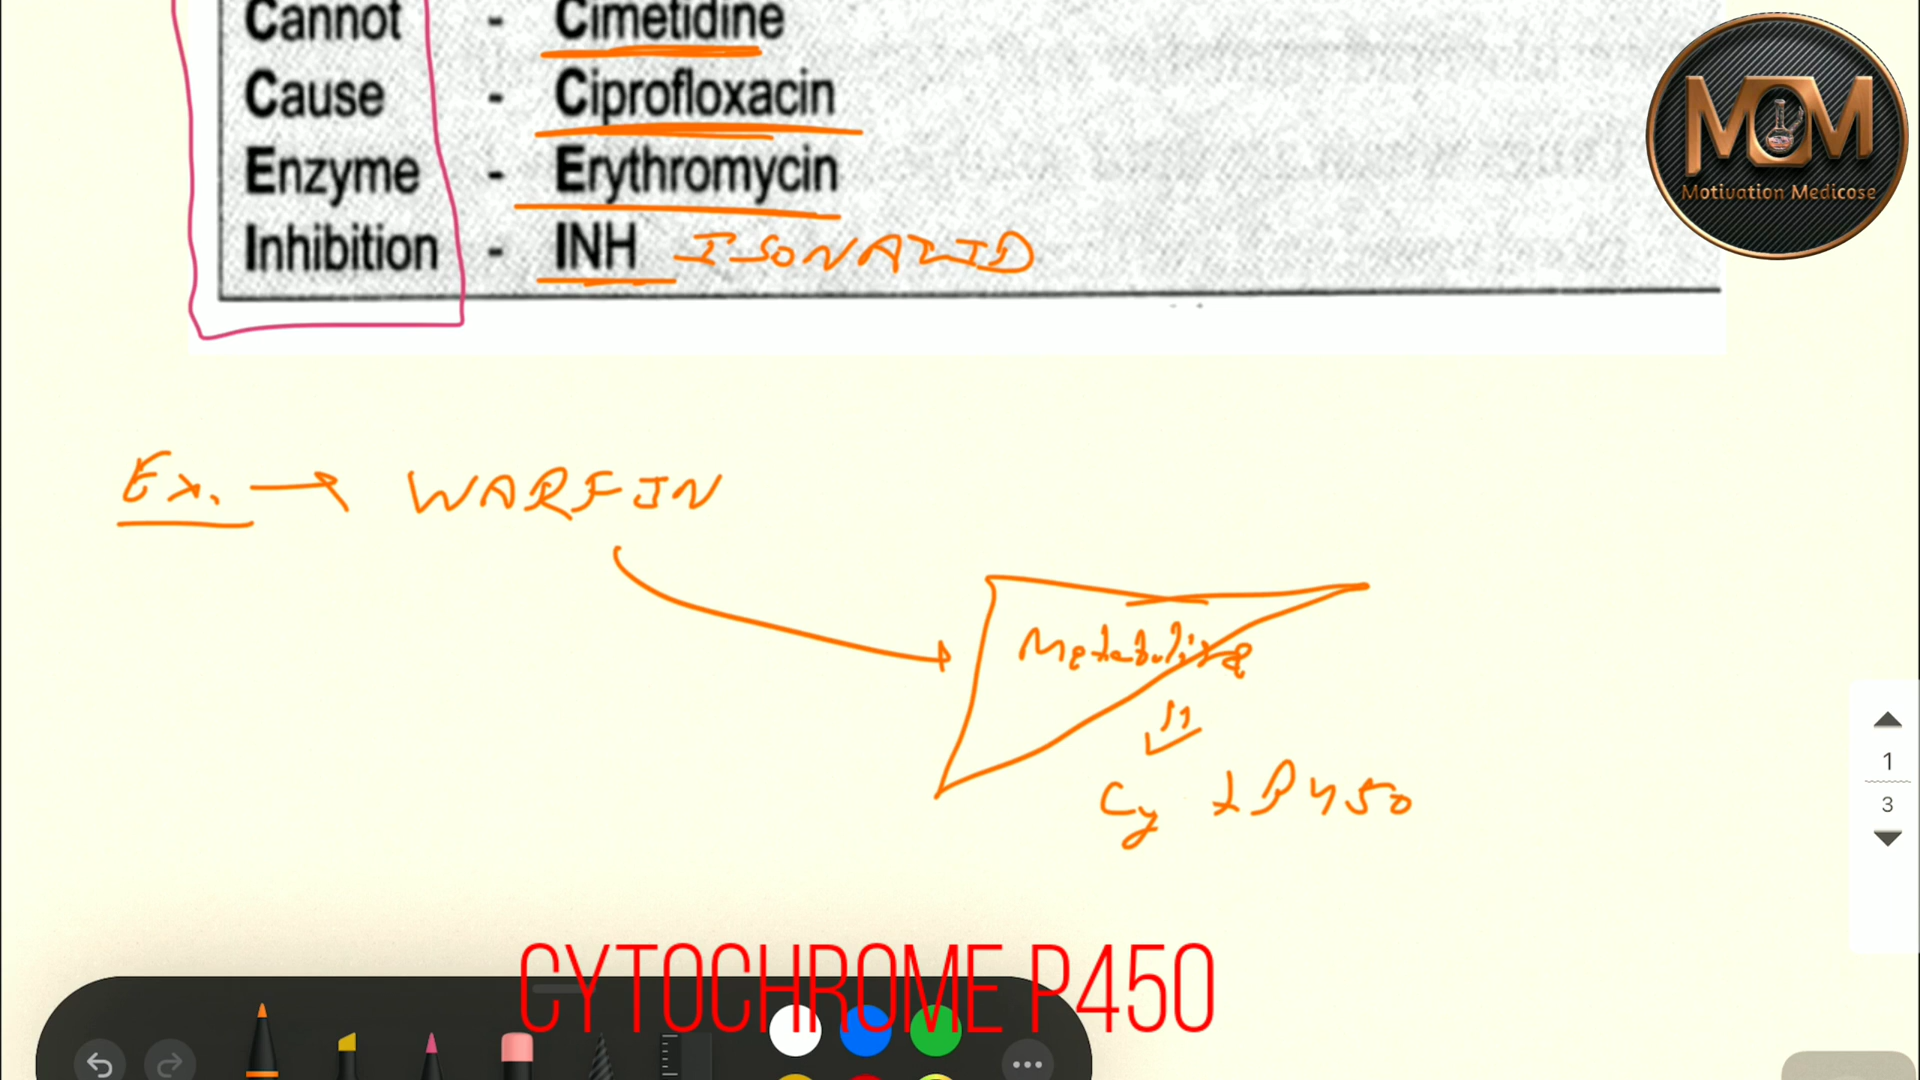 Cannot - Cimetidine
Cause - Ciprofloxacin
Enzyme - Erythromycin
Inhibition - INH ISONAZID
MOM
Motivation Medicose
Ex. → WARFIN
Metabolize
Cy P450
1
3
CYTOCHROME P450